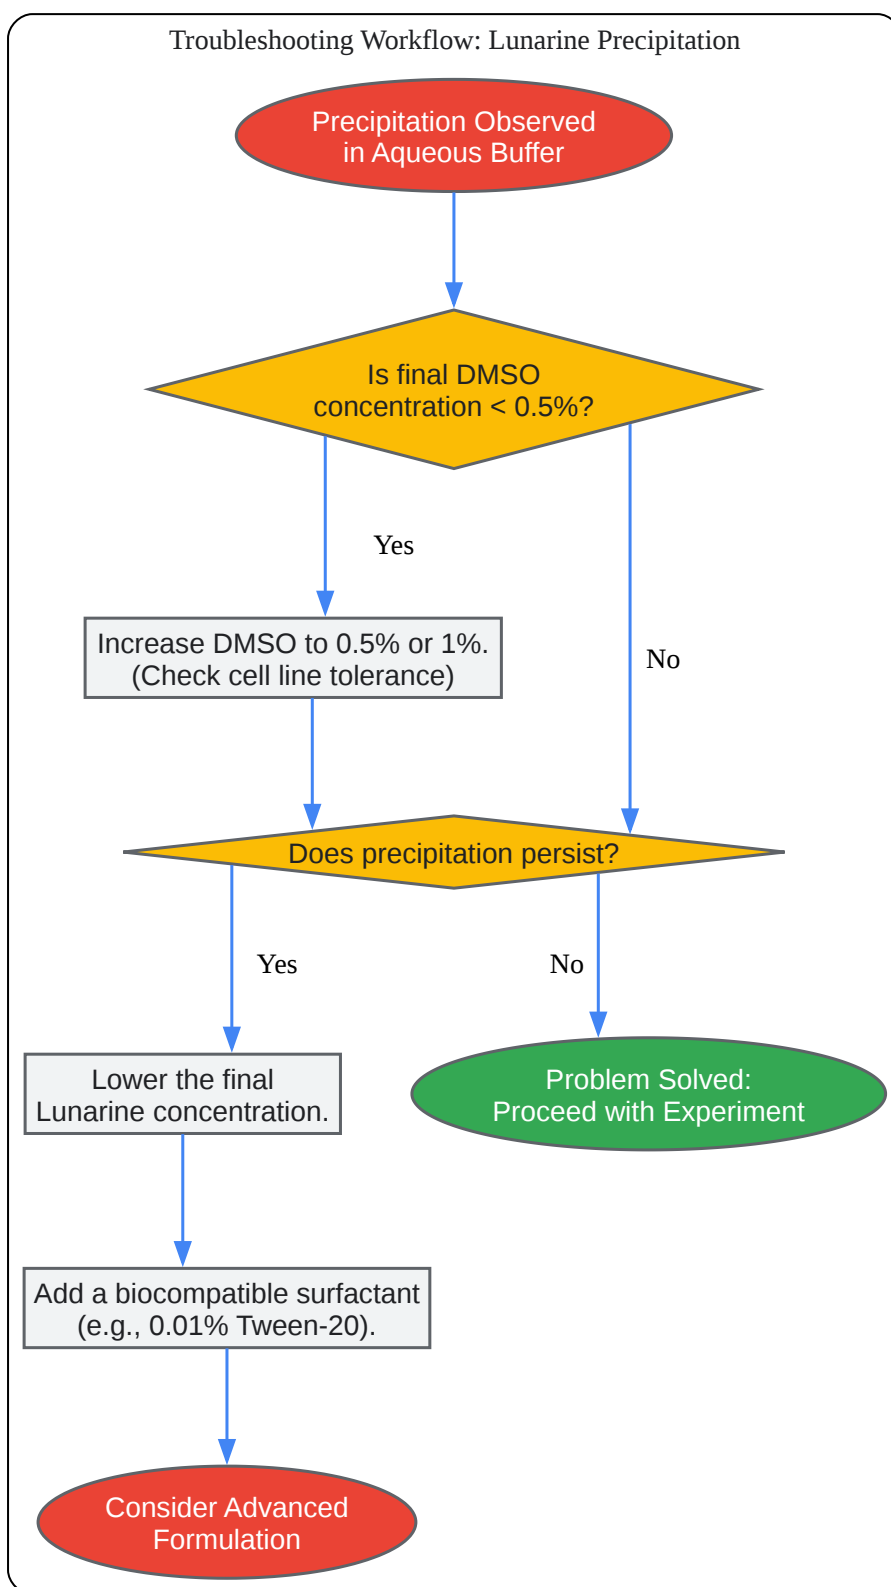 Troubleshooting Workflow: Lunarine Precipitation
Precipitation Observed
in Aqueous Buffer
Is final DMSO
concentration < 0.5%?
Yes
Increase DMSO to 0.5% or 1%.
(Check cell line tolerance)
No
Does precipitation persist?
Yes
No
Lower the final
Lunarine concentration.
Problem Solved:
Proceed with Experiment
Add a biocompatible surfactant
(e.g., 0.01% Tween-20).
Consider Advanced
Formulation